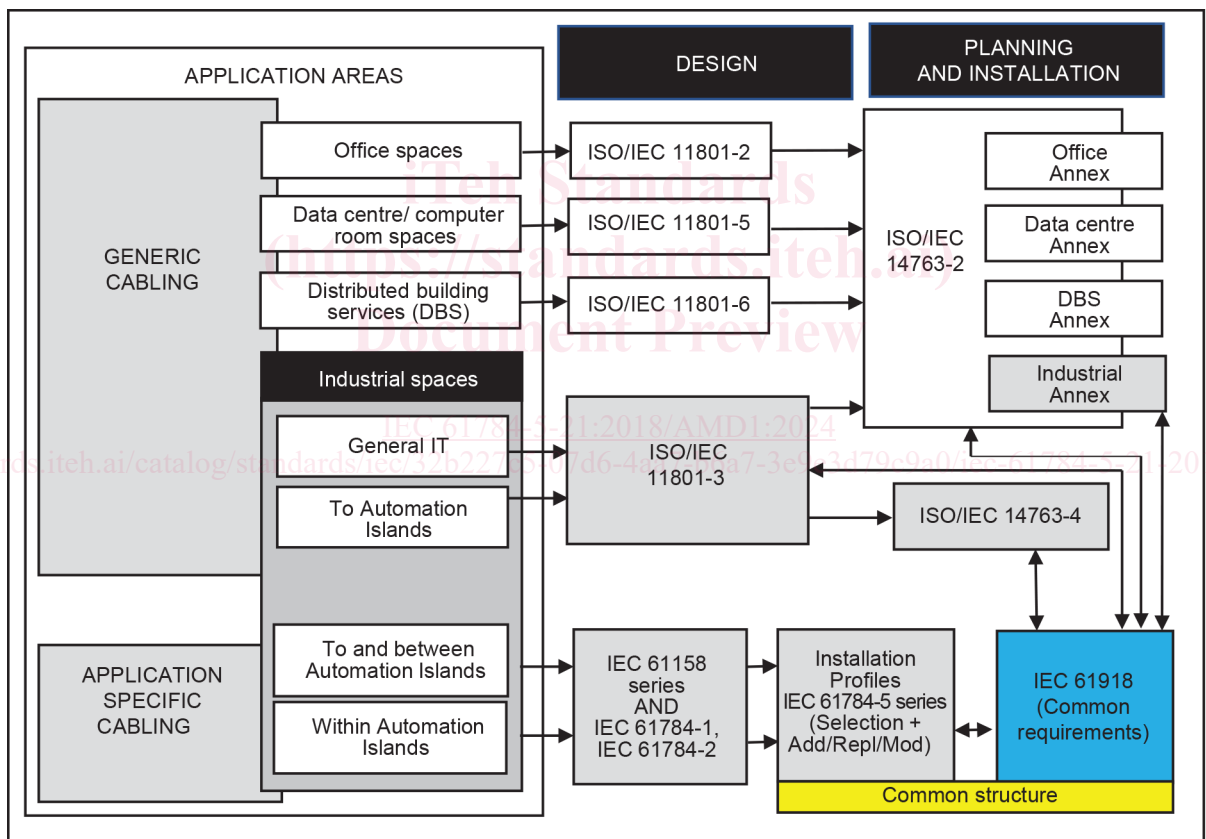 APPLICATION AREAS
DESIGN
PLANNING
AND INSTALLATION
GENERIC
CABLING
Office spaces
Data centre/ computer
room spaces
Distributed building
services (DBS)
Industrial spaces
General IT
To Automation
Islands
APPLICATION
SPECIFIC
CABLING
To and between
Automation Islands
Within Automation
Islands
ISO/IEC 11801-2
ISO/IEC 11801-5
ISO/IEC 11801-6
ISO/IEC
11801-3
IEC 61158
series
AND
IEC 61784-1,
IEC 61784-2
ISO/IEC
14763-2
Office
Annex
Data centre
Annex
DBS
Annex
Industrial
Annex
ISO/IEC 14763-4
Installation
Profiles
IEC 61784-5 series
(Selection +
Add/Repl/Mod)
IEC 61918
(Common
requirements)
Common structure
iTeh Standards
(https://standards.iteh.ai)
Document Preview
IEC 61784-5-21:2018/AMD1:2024